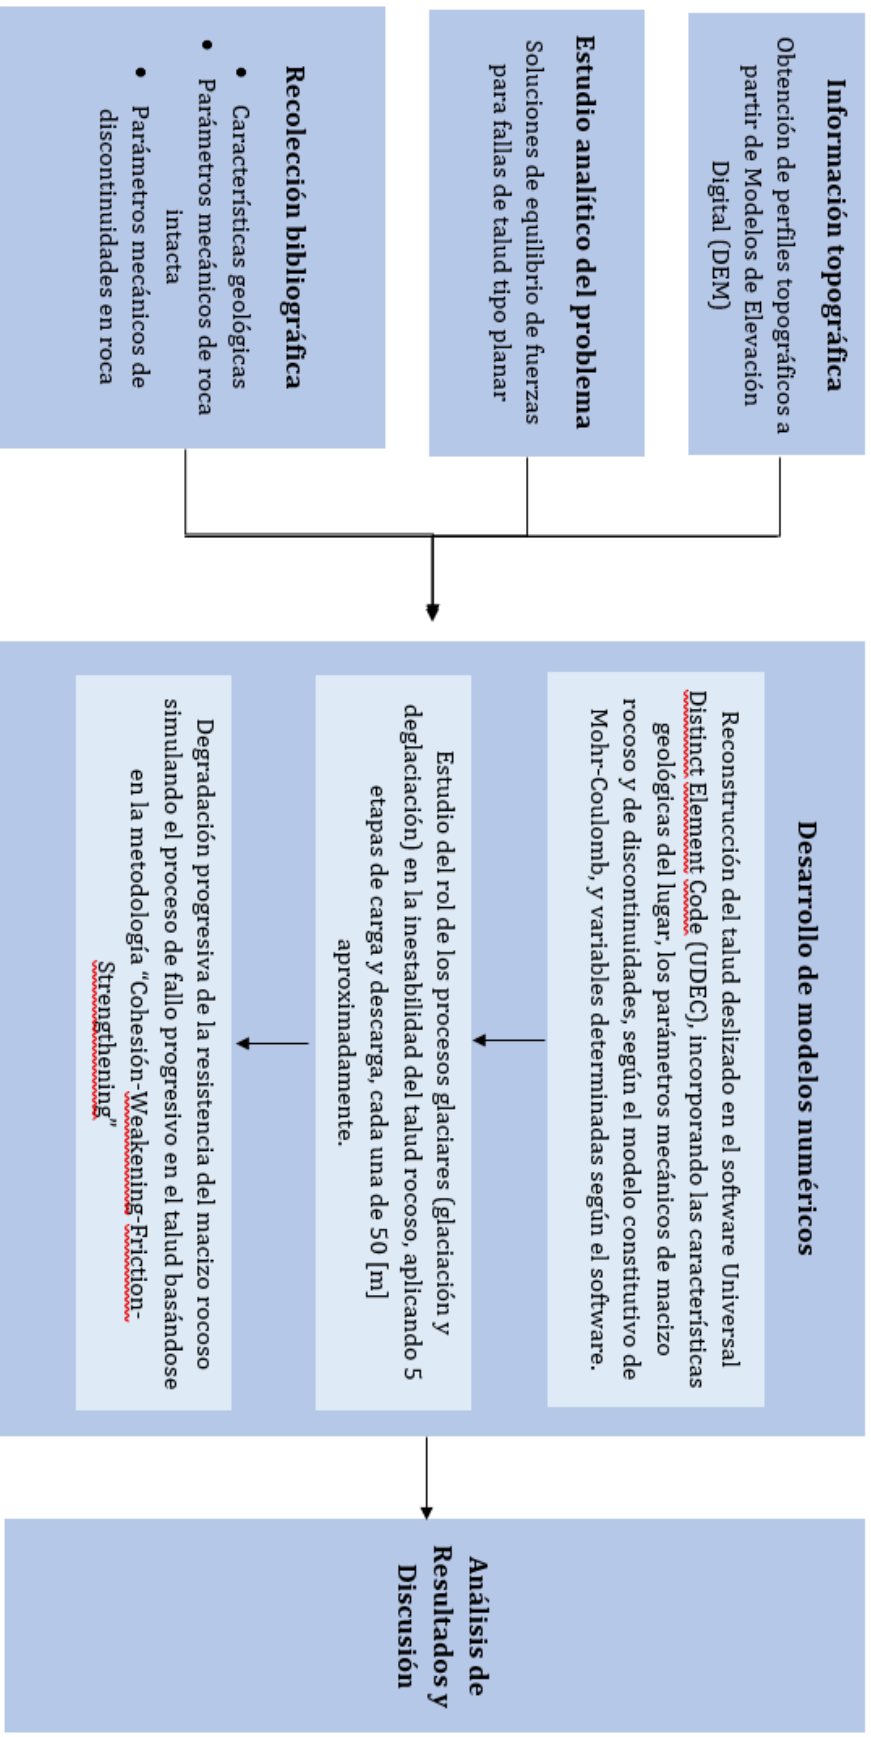 Información topográfica
Obtención de perfiles topográficos a
partir de Modelos de Elevación
Digital (DEM)
Estudio analítico del problema
Soluciones de equilibrio de fuerzas
para fallas de talud tipo planar
Recolección bibliográfica
• Características geológicas
• Parámetros mecánicos de roca
intacta
• Parámetros mecánicos de
discontinuidades en roca
Desarrollo de modelos numéricos
Reconstrucción del talud deslizado en el software Universal
Distinct Element Code (UDEC), incorporando las características
geológicas del lugar, los parámetros mecánicos de macizo
rocoso y de discontinuidades, según el modelo constitutivo de
Mohr-Coulomb, y variables determinadas según el software.
Estudio del rol de los procesos glaciares (glaciación y
deglaciación) en la inestabilidad del talud rocoso, aplicando 5
etapas de carga y descarga, cada una de 50 [m]
aproximadamente.
Degradación progresiva de la resistencia del macizo rocoso
simulando el proceso de fallo progresivo en el talud basándose
en la metodología “Cohesión-Weakening-Friction-
Strengthening”
Análisis de
Resultados y
Discusión